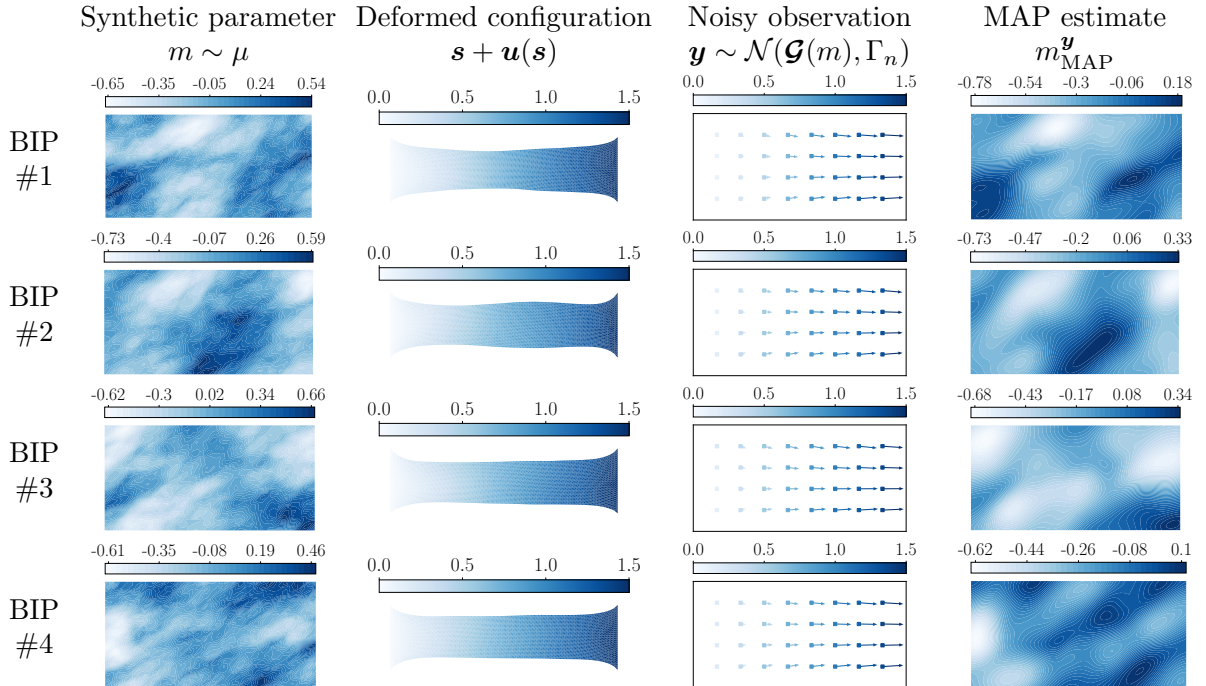 Synthetic parameter Deformed configuration Noisy observation MAP estimate
m ∼ μ s + u(s) y ∼ 𝒩(𝓖(m), Γ_n) m^y_MAP
-0.65 -0.35 -0.05 0.24 0.54 0.0 0.5 1.0 1.5 0.0 0.5 1.0 1.5 -0.78 -0.54 -0.3 -0.06 0.18
BIP
#1
-0.73 -0.4 -0.07 0.26 0.59 0.0 0.5 1.0 1.5 0.0 0.5 1.0 1.5 -0.73 -0.47 -0.2 0.06 0.33
BIP
#2
-0.62 -0.3 0.02 0.34 0.66 0.0 0.5 1.0 1.5 0.0 0.5 1.0 1.5 -0.68 -0.43 -0.17 0.08 0.34
BIP
#3
-0.61 -0.35 -0.08 0.19 0.46 0.0 0.5 1.0 1.5 0.0 0.5 1.0 1.5 -0.62 -0.44 -0.26 -0.08 0.1
BIP
#4